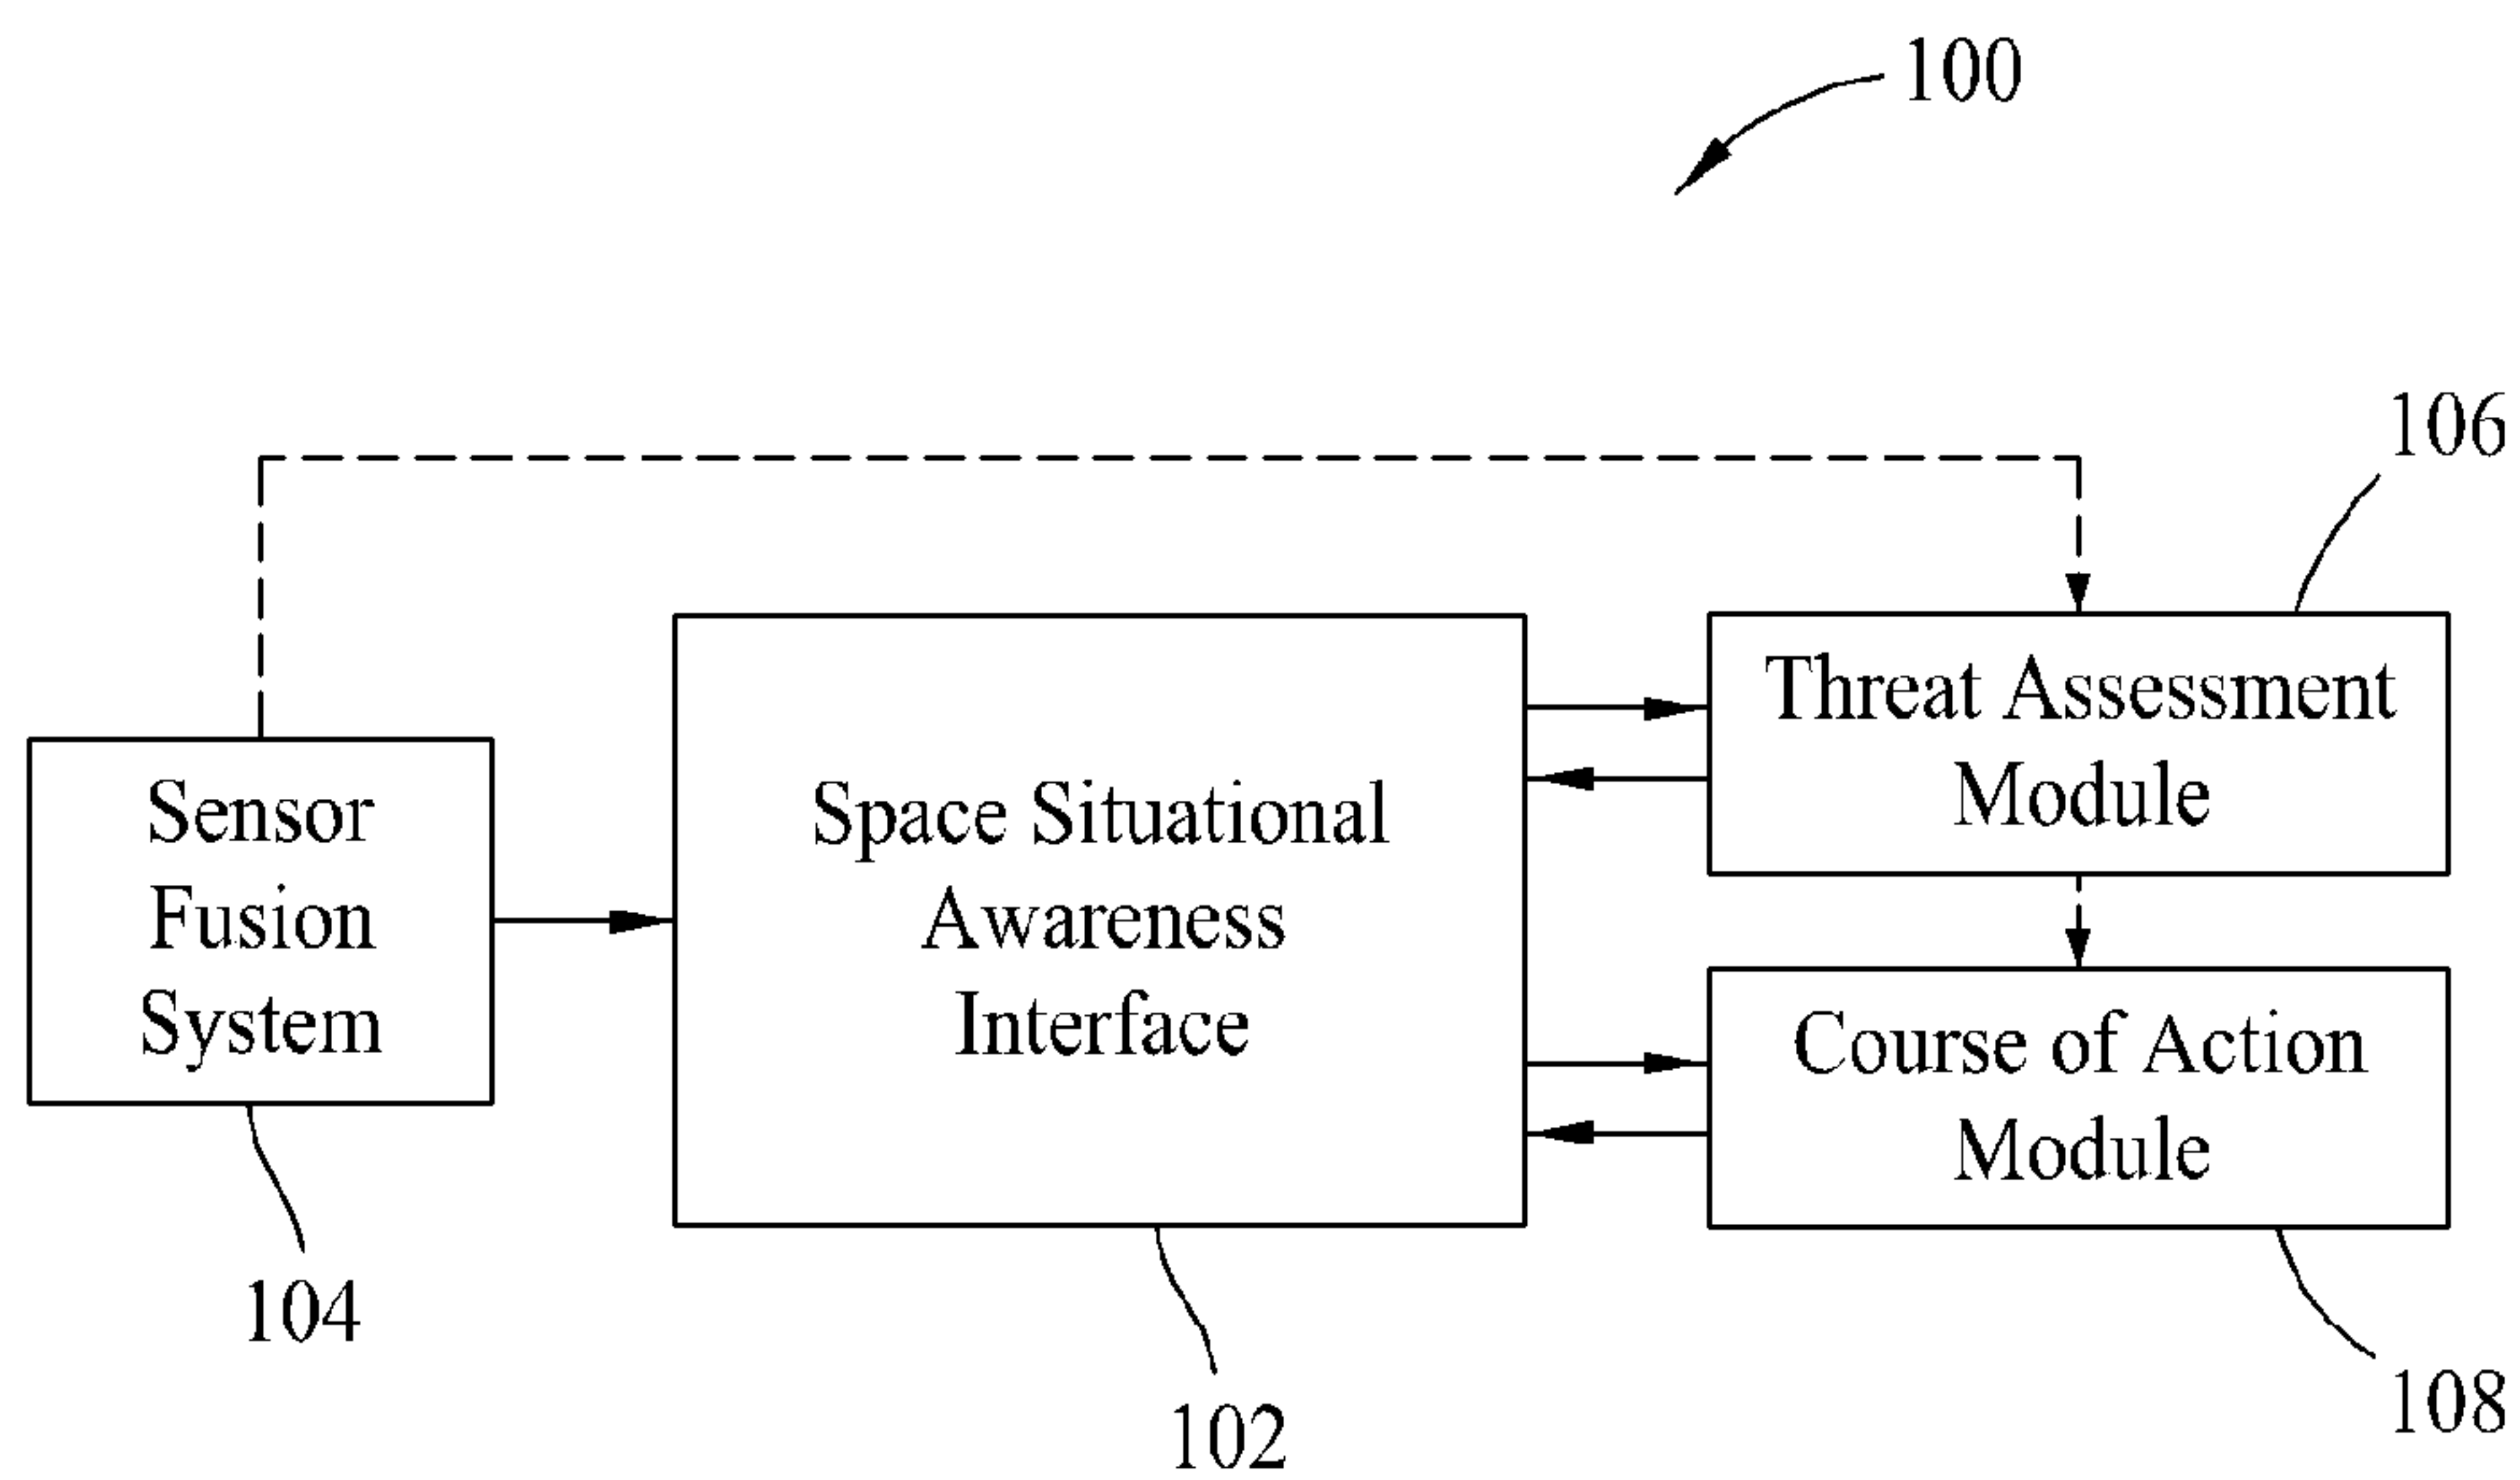 100
106
Threat Assessment
Module
Sensor
Fusion
System
Space Situational
Awareness
Interface
Course of Action
Module
104
102
108